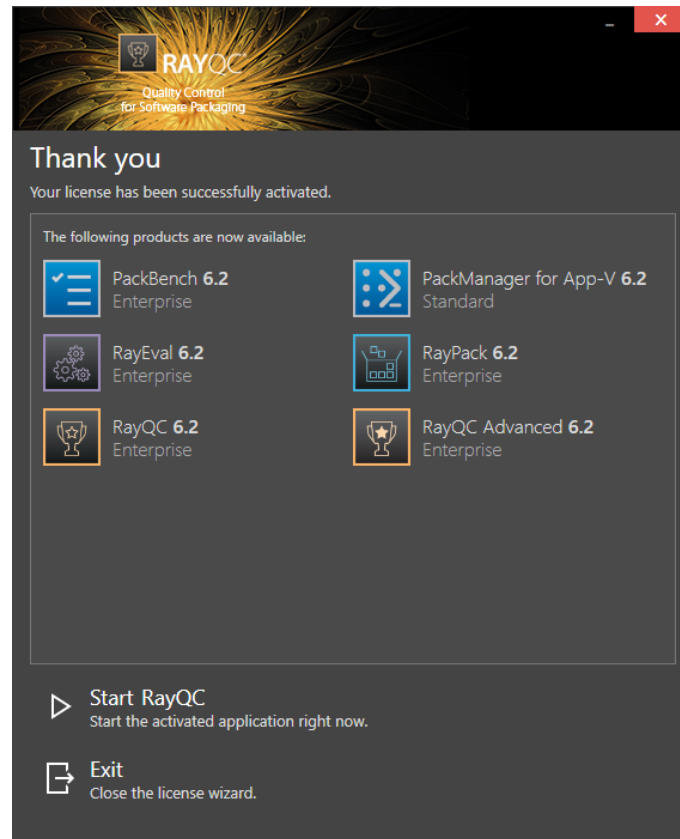 RAYQC
Quality Control
for Software Packaging
Thank you
Your license has been successfully activated.
The following products are now available:
PackBench 6.2
Enterprise
PackManager for App-V 6.2
Standard
RayEval 6.2
Enterprise
RayPack 6.2
Enterprise
RayQC 6.2
Enterprise
RayQC Advanced 6.2
Enterprise
Start RayQC
Start the activated application right now.
Exit
Close the license wizard.